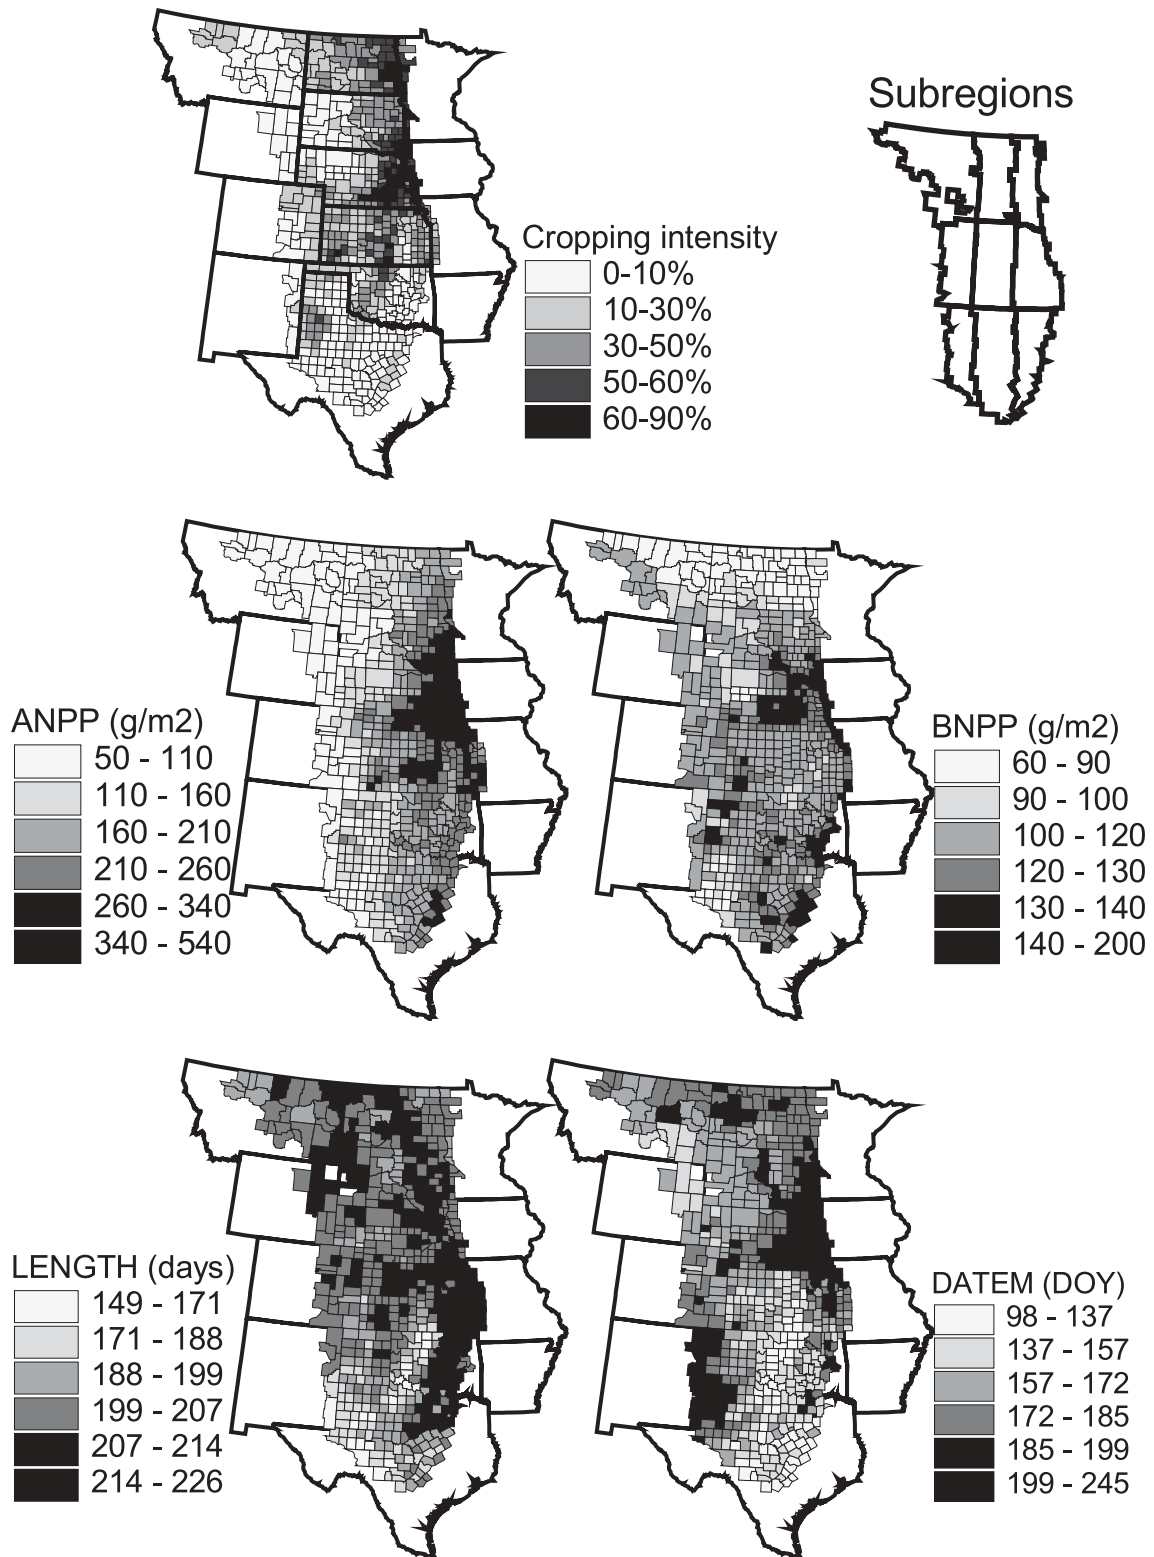 Subregions
Cropping intensity
0-10%
10-30%
30-50%
50-60%
60-90%
ANPP (g/m2)
50 - 110
110 - 160
160 - 210
210 - 260
260 - 340
340 - 540
BNPP (g/m2)
60 - 90
90 - 100
100 - 120
120 - 130
130 - 140
140 - 200
LENGTH (days)
149 - 171
171 - 188
188 - 199
199 - 207
207 - 214
214 - 226
DATEM (DOY)
98 - 137
137 - 157
157 - 172
172 - 185
185 - 199
199 - 245